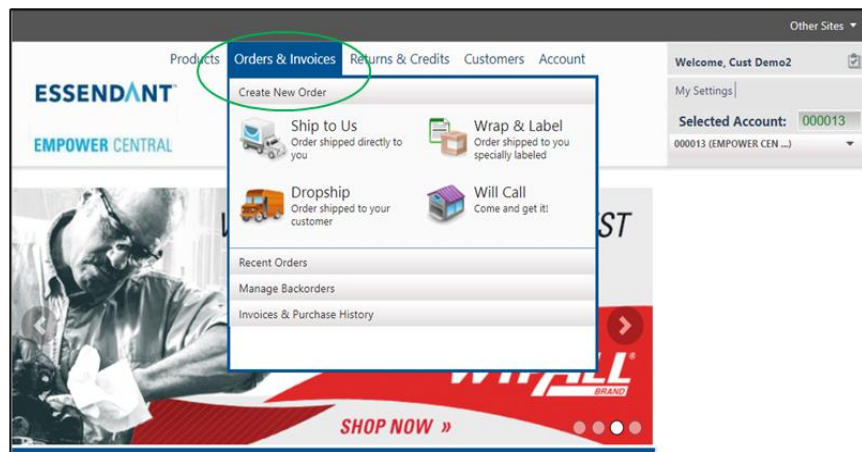 Other Sites
Products Orders & Invoices Returns & Credits Customers Account
Welcome, Cust Demo2
My Settings
Selected Account: 000013
000013 (EMPOWER CEN ...)
ESSENDANT
EMPOWER CENTRAL
Create New Order
Ship to Us
Order shipped directly to
you
Wrap & Label
Order shipped to you
specially labeled
Dropship
Order shipped to your
customer
Will Call
Come and get it!
Recent Orders
Manage Backorders
Invoices & Purchase History
ST
BRAND
SHOP NOW »